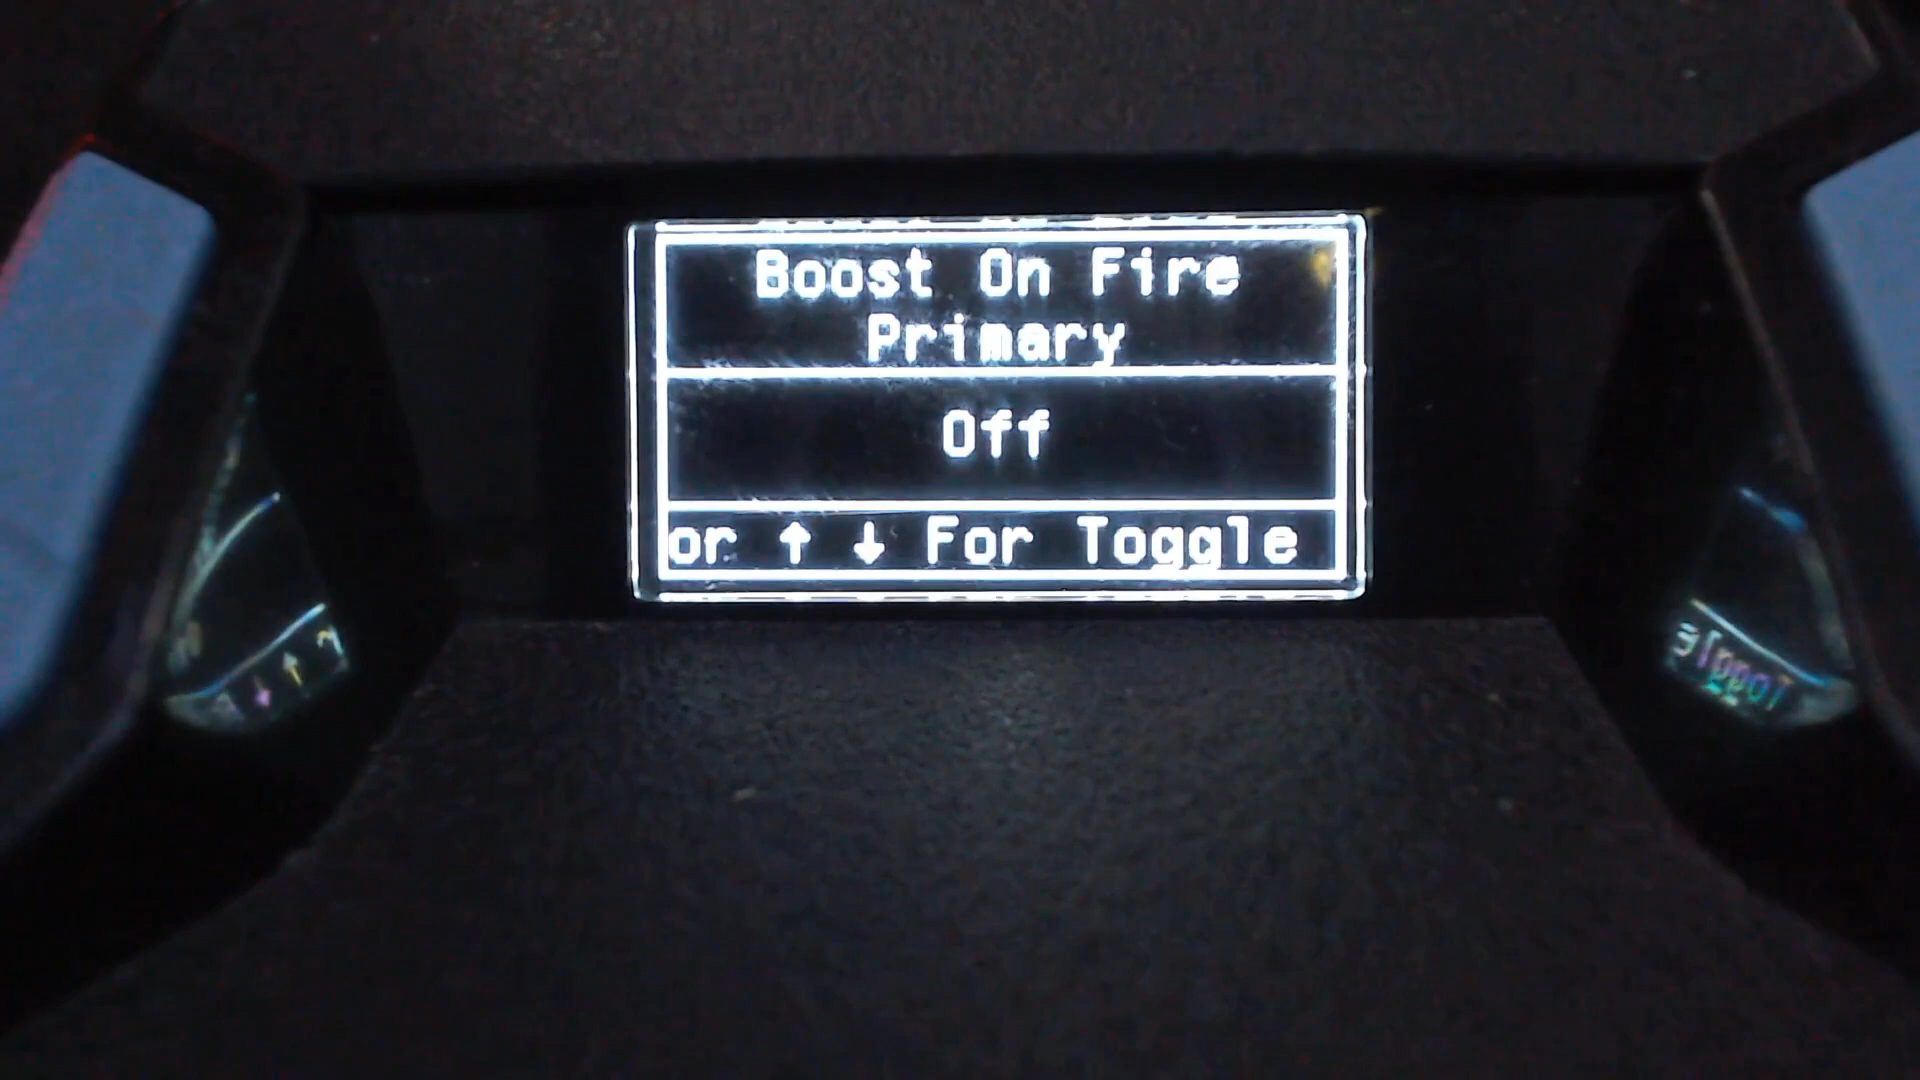 Boost On Fire
Primary
Off
or ↑ ↓ For Toggle